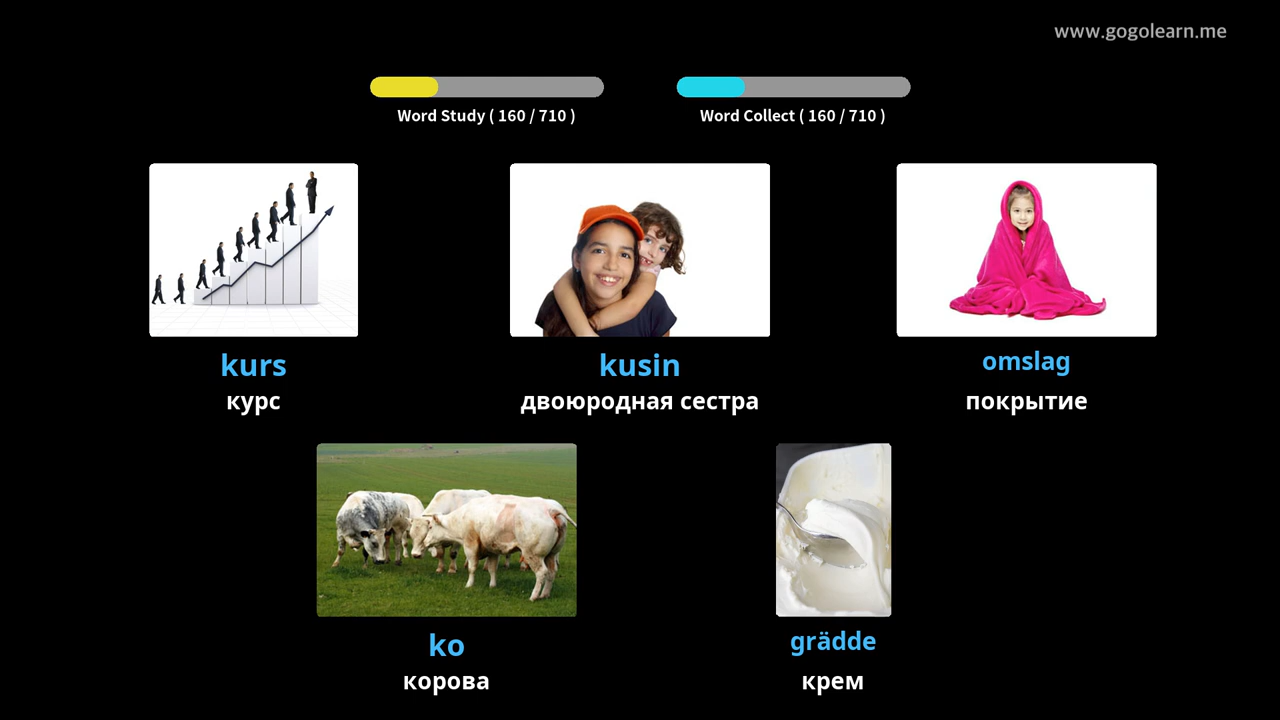 www.gogolearn.me
Word Study ( 160 / 710 )
Word Collect ( 160 / 710 )
kurs
курс
kusin
двоюродная сестра
omslag
покрытие
ko
корова
grädde
крем